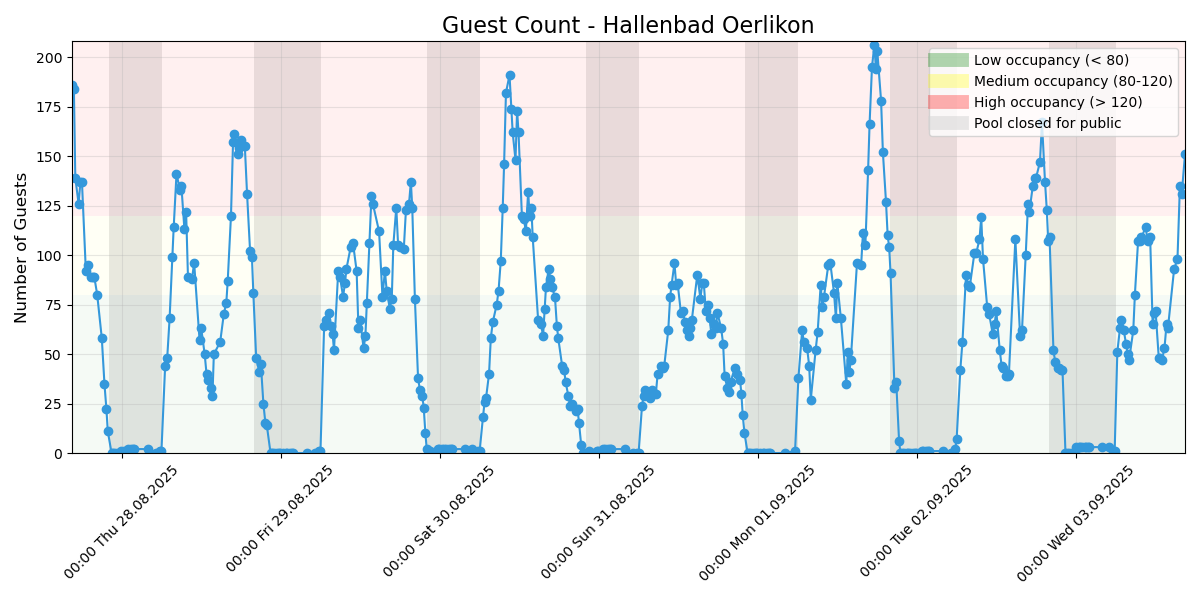 Guest Count - Hallenbad Oerlikon
Number of Guests
200
175
150
125
100
75
50
25
0
Low occupancy (< 80)
Medium occupancy (80-120)
High occupancy (> 120)
Pool closed for public
00:00 Thu 28.08.2025
00:00 Fri 29.08.2025
00:00 Sat 30.08.2025
00:00 Sun 31.08.2025
00:00 Mon 01.09.2025
00:00 Tue 02.09.2025
00:00 Wed 03.09.2025